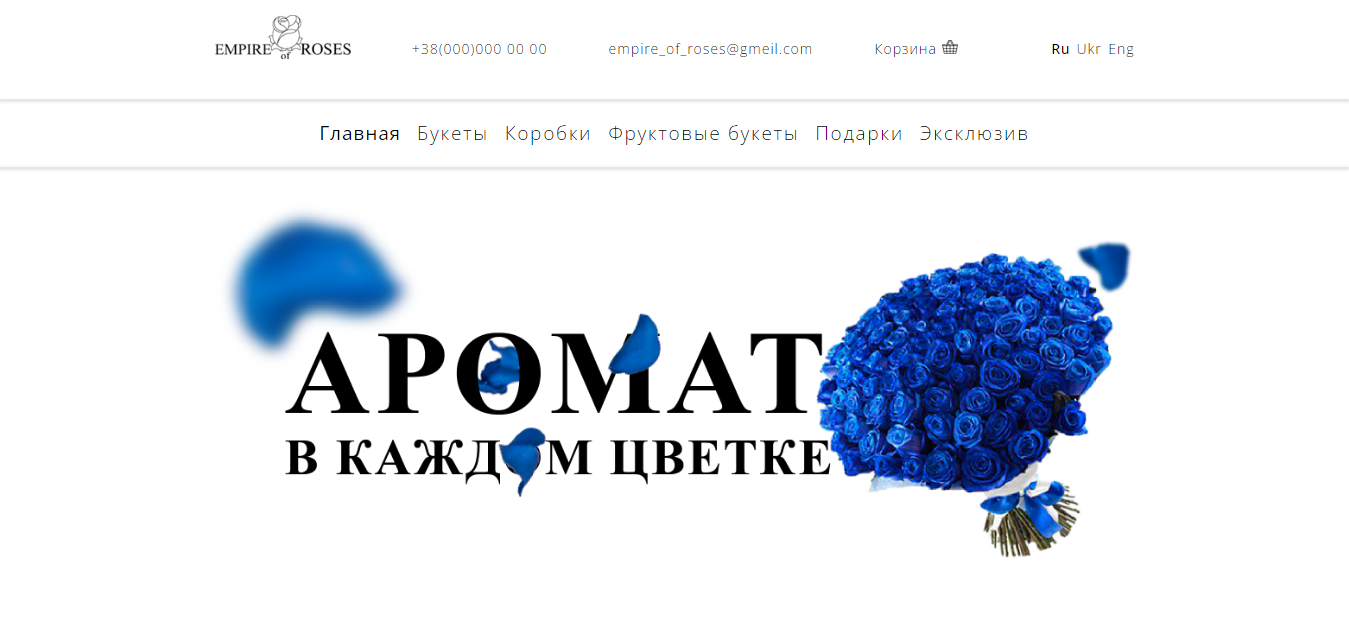 EMPIRE of ROSES
+38(000)000 00 00
empire_of_roses@gmeil.com
Корзина
Ru Ukr Eng
Главная Букеты Коробки Фруктовые букеты Подарки Эксклюзив
АРОМАТ
В КАЖДОМ ЦВЕТКЕ